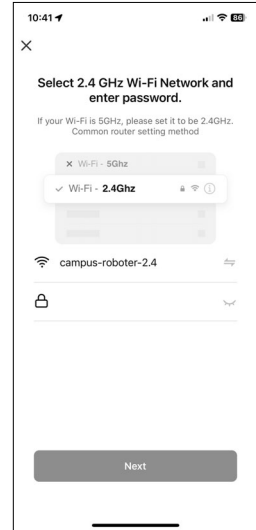 10:41
86
Select 2.4 GHz Wi-Fi Network and
enter password.
If your Wi-Fi is 5GHz, please set it to be 2.4GHz.
Common router setting method
Wi-Fi - 5Ghz
Wi-Fi - 2.4Ghz
campus-roboter-2.4
Next